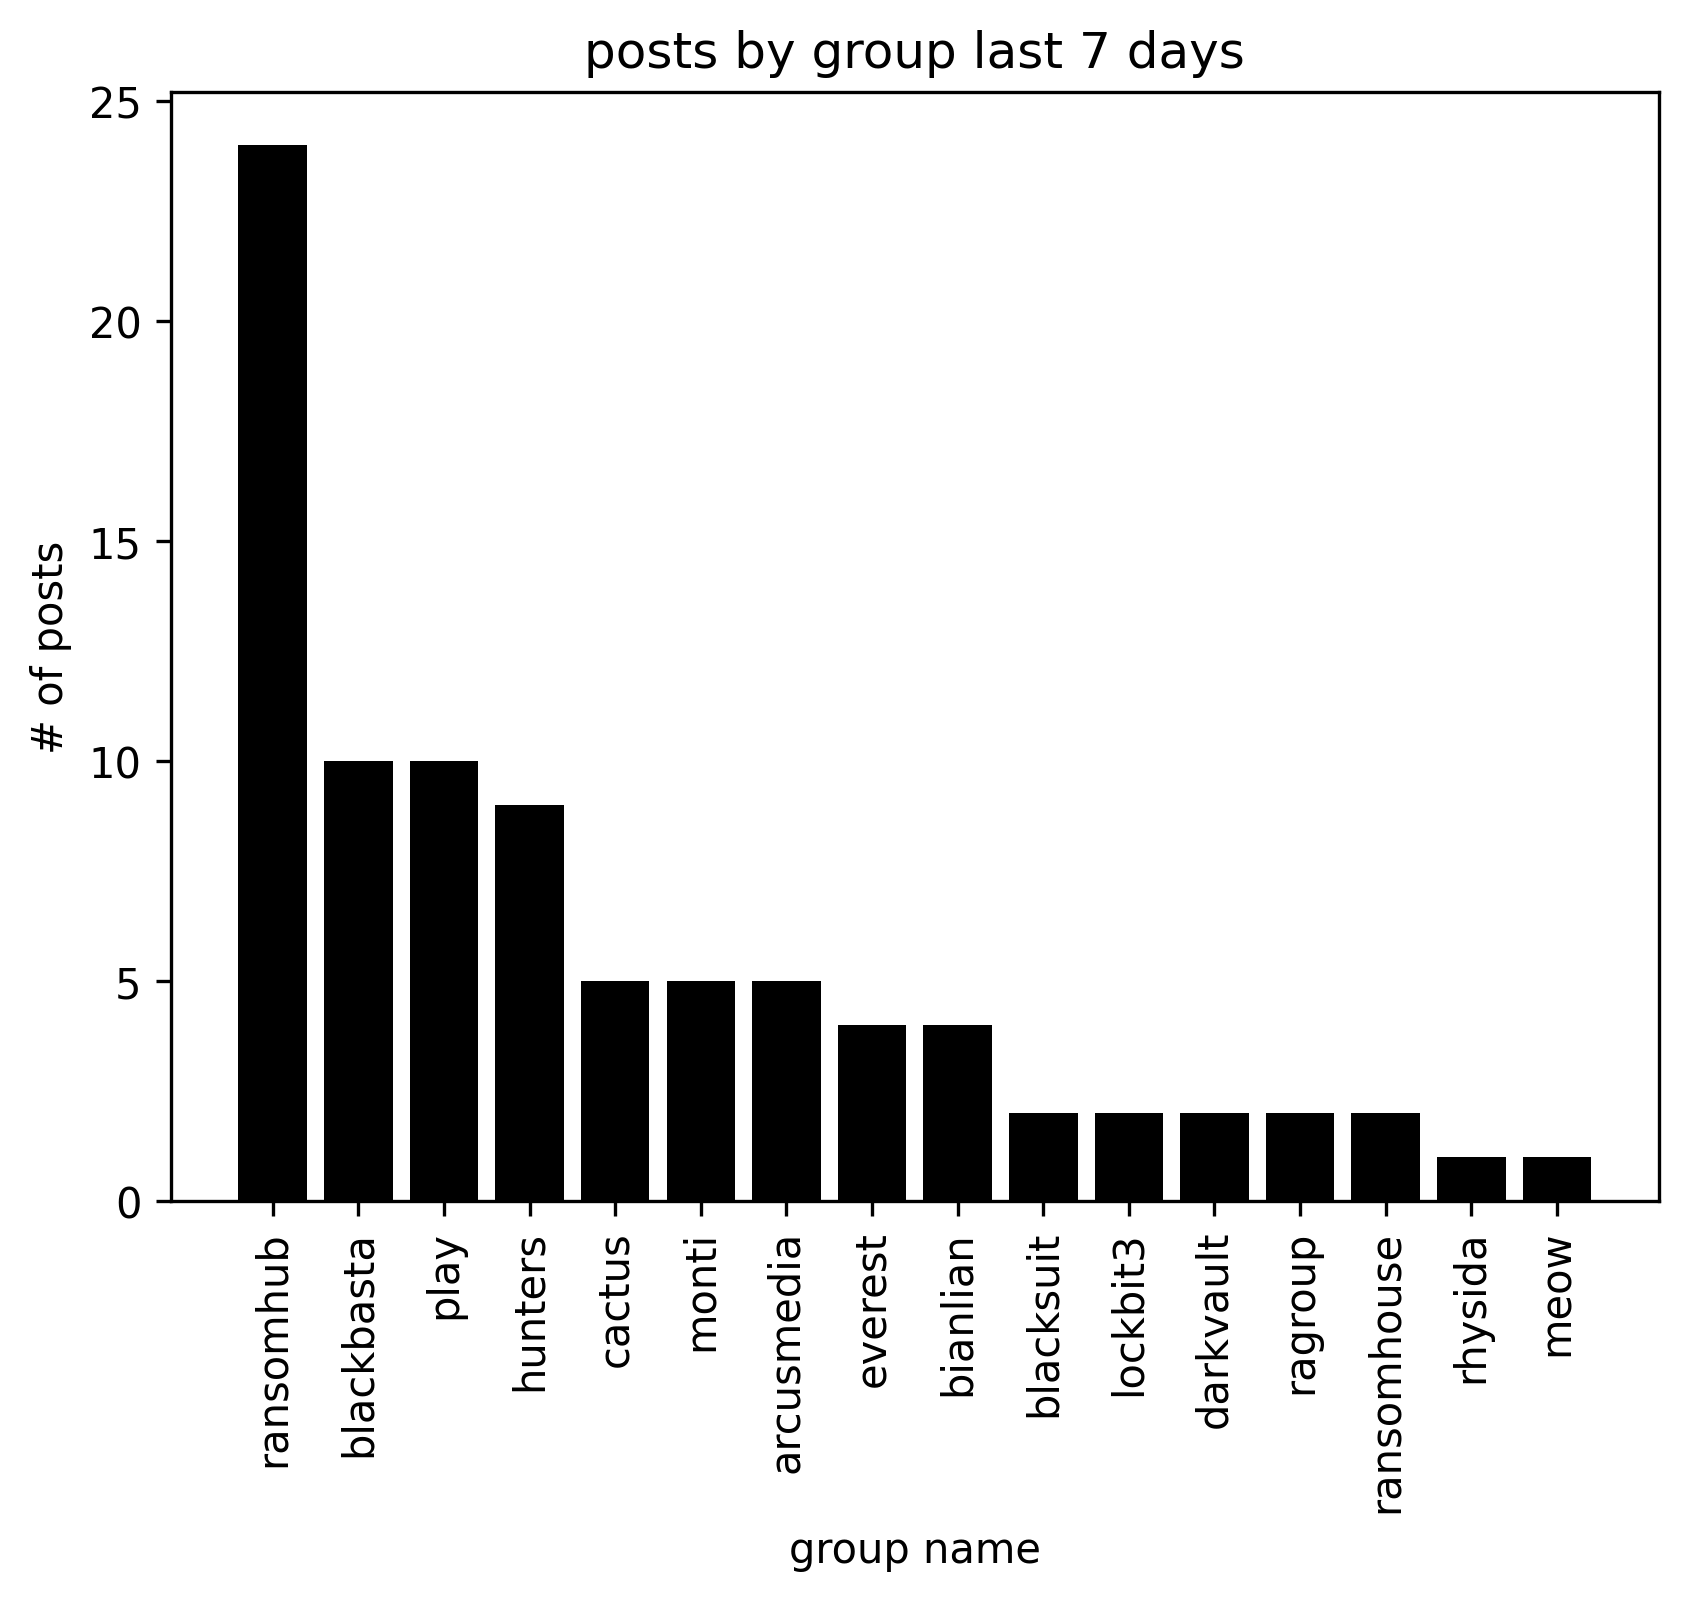 posts by group last 7 days
# of posts
25
20
15
10
5
0
ransomhub
blackbasta
play
hunters
cactus
monti
arcusmedia
everest
bianlian
blacksuit
lockbit3
darkvault
ragroup
ransomhouse
rhysida
meow
group name